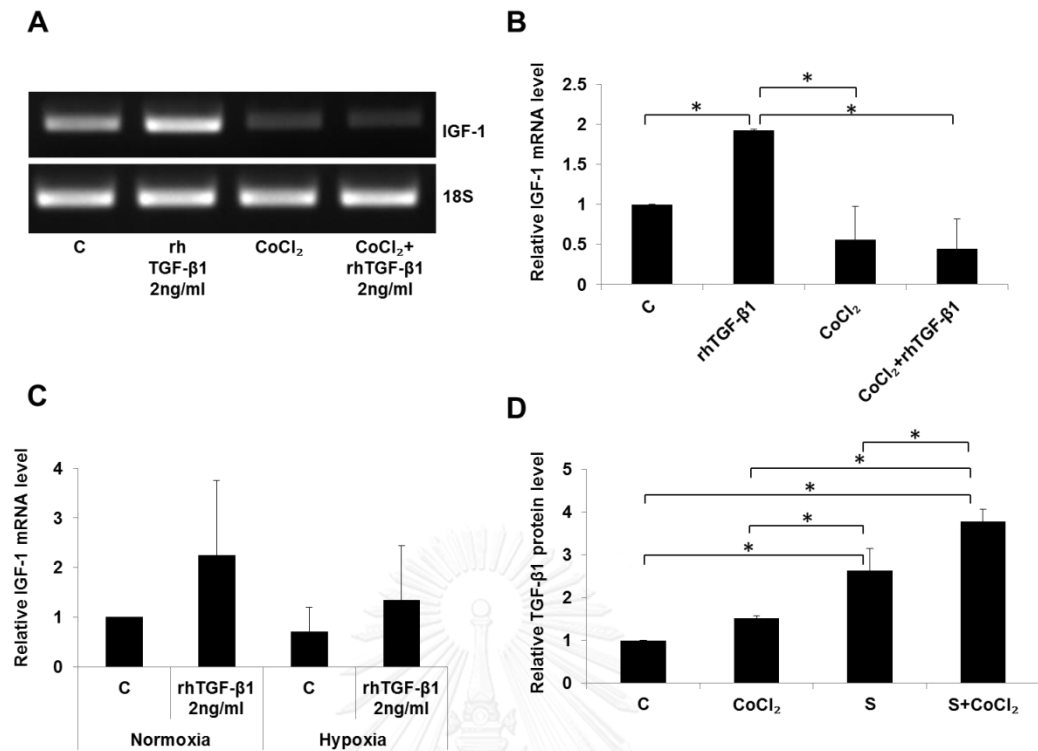 A
IGF-1
18S
C
rh
TGF-β1
2ng/ml
CoCl₂
CoCl₂+
rhTGF-β1
2ng/ml
B
Relative IGF-1 mRNA level
2.5
2
1.5
1
0.5
0
*
*
*
C
rhTGF-β1
CoCl₂
CoCl₂+rhTGF-β1
C
Relative IGF-1 mRNA level
4
3
2
1
0
C
rhTGF-β1
2ng/ml
C
rhTGF-β1
2ng/ml
Normoxia
Hypoxia
D
Relative TGF-β1 protein level
5
4
3
2
1
0
*
*
*
*
*
C
CoCl₂
S
S+CoCl₂